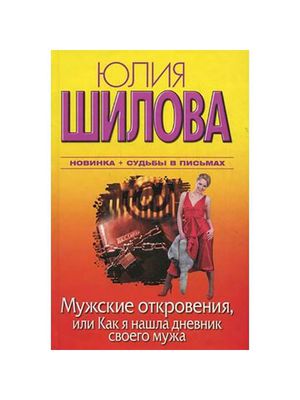 ЮЛИЯ
ШИЛОВА
НОВИНКА + СУДЬБЫ В ПИСЬМАХ
Мужские откровения,
или Как я нашла дневник
своего мужа